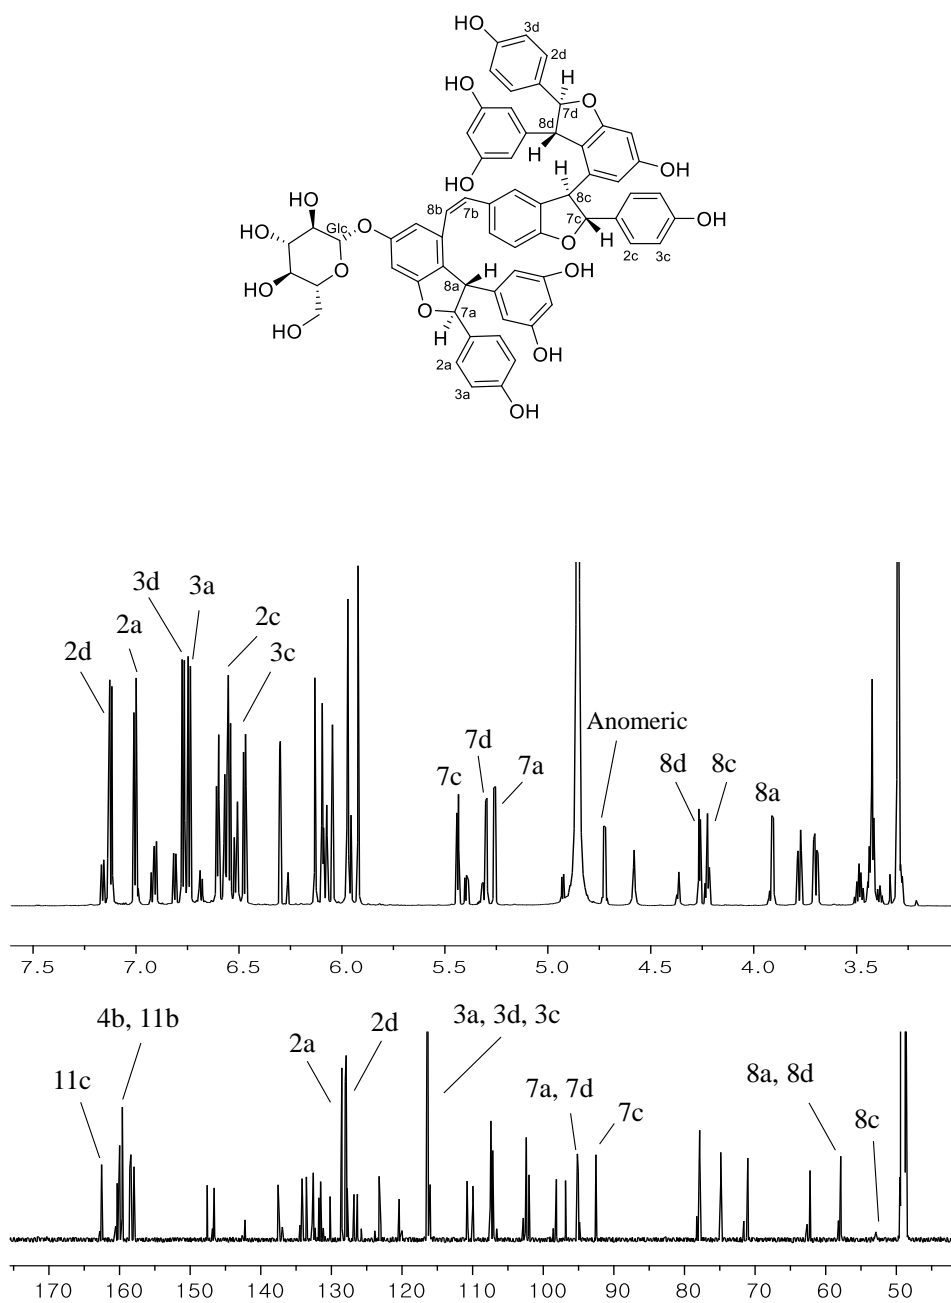 HO
3d
2d
H
HO
O
7d
8d
H
H
OH
HO
8c
HO
8b
7b
7c
OH
Glc
O
O
H
2c
3c
HO
H
OH
O
8a
HO
O
7a
H
HO
OH
2a
3a
OH
3d
3a
2a
2c
2d
3c
Anomeric
7d
7c
7a
8d
8c
8a
7.5 7.0 6.5 6.0 5.5 5.0 4.5 4.0 3.5
4b, 11b
2d
3a, 3d, 3c
2a
11c
7a, 7d
7c
8a, 8d
8c
170 160 150 140 130 120 110 100 90 80 70 60 50